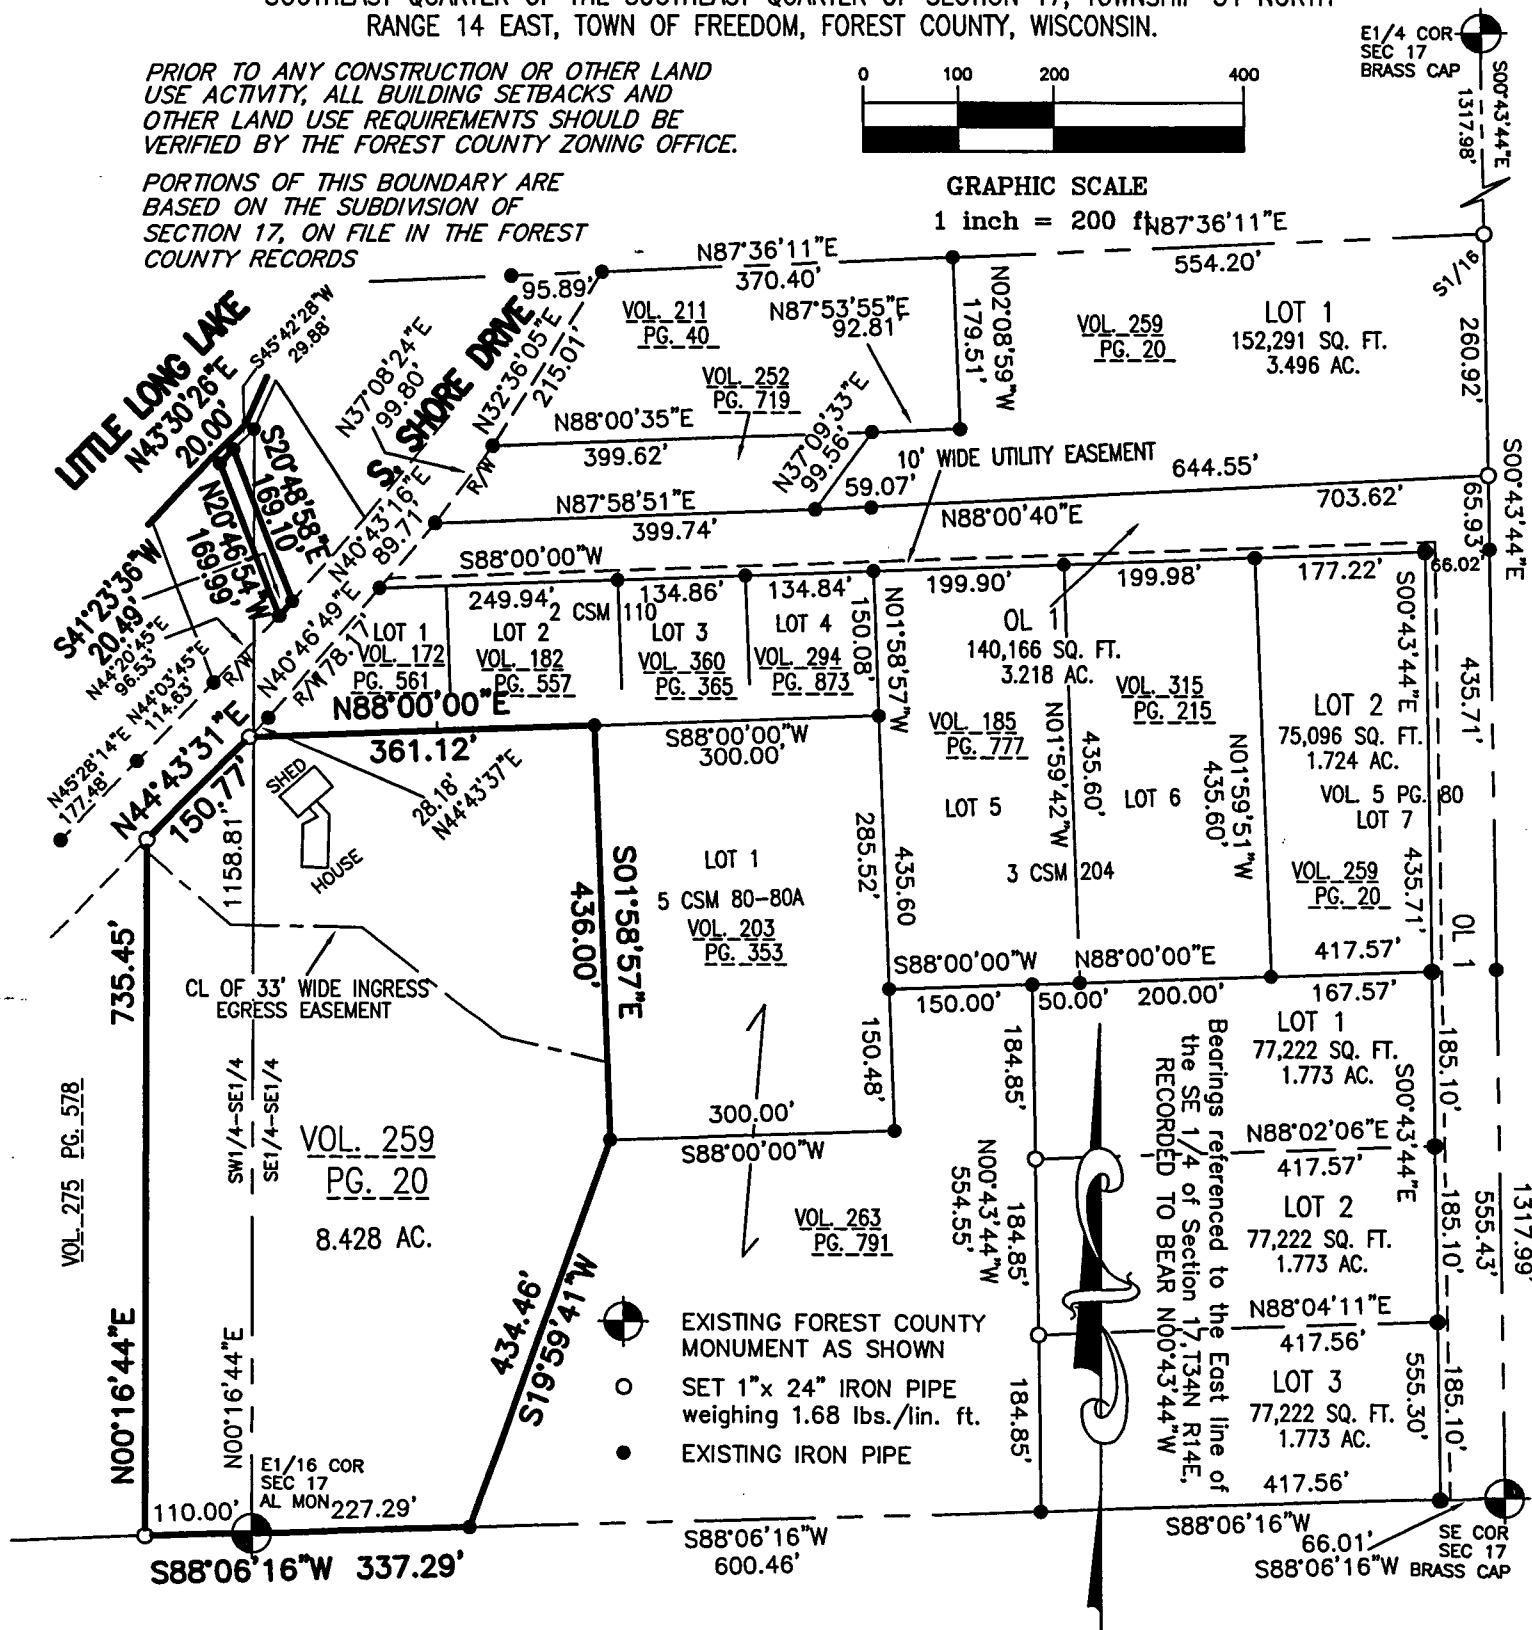 RANGE 14 EAST, TOWN OF FREEDOM, FOREST COUNTY, WISCONSIN.
PRIOR TO ANY CONSTRUCTION OR OTHER LAND
USE ACTIVITY, ALL BUILDING SETBACKS AND
OTHER LAND USE REQUIREMENTS SHOULD BE
VERIFIED BY THE FOREST COUNTY ZONING OFFICE.
PORTIONS OF THIS BOUNDARY ARE
BASED ON THE SUBDIVISION OF
SECTION 17, ON FILE IN THE FOREST
COUNTY RECORDS
0 100 200 400
GRAPHIC SCALE
1 inch = 200 ft
E1/4 COR
SEC 17
BRASS CAP
S00°43'44"E
1317.98'
N87°36'11"E
554.20'
S1/16
N87°36'11"E
370.40'
95.89'
LITTLE LONG LAKE
N43°30'26"E
20.00'
S45°42'28"W
29.88'
N37°08'24"E
99.80'
S. SHORE DRIVE
N32°36'05"E
215.01'
R/W
VOL. 211
PG. 40
N87°53'55"E
92.81'
N02°08'59"W
179.51'
VOL. 259
PG. 20
LOT 1
152,291 SQ. FT.
3.496 AC.
260.92'
VOL. 252
PG. 719
N88°00'35"E
399.62'
N37°09'33"E
99.56'
10' WIDE UTILITY EASEMENT
644.55'
59.07'
703.62'
N88°00'40"E
S00°43'44"E
65.93'
66.02'
S20°48'58"E
169.10'
N20°46'54"W
169.99'
N40°43'16"E
89.71
N87°58'51"E
399.74'
S88°00'00"W
S41°23'36"W
20.49'
N44°20'45"E
96.53'
R/W
N44°03'45"E
114.63'
N45°28'14"E
177.48'
N40°46'49"E
R/W 178.17'
249.94'
134.86'
134.84'
199.90'
199.98'
177.22'
2 CSM 110
LOT 1
VOL. 172
PG. 561
LOT 2
VOL. 182
PG. 557
LOT 3
VOL. 360
PG. 365
LOT 4
VOL. 294
PG. 873
150.08'
N01°58'57"W
OL 1
140,166 SQ. FT.
3.218 AC.
VOL. 315
PG. 215
S00°43'44"E
435.71'
N88°00'00"E
361.12'
S88°00'00"W
300.00'
VOL. 185
PG. 777
N01°59'42"W
435.60'
N01°59'51"W
435.60'
LOT 2
75,096 SQ. FT.
1.724 AC.
VOL. 5 PG. 80
LOT 7
VOL. 259
PG. 20
435.71'
417.57'
OL 1
N44°43'31"E
150.77'
SHED
HOUSE
28.18'
N44°43'37"E
1158.81'
LOT 5
LOT 6
3 CSM 204
S01°58'57"E
436.00'
LOT 1
5 CSM 80-80A
VOL. 203
PG. 353
285.52'
435.60
S88°00'00"W
N88°00'00"E
150.00'
50.00'
200.00'
167.57'
735.45'
CL OF 33' WIDE INGRESS
EGRESS EASEMENT
VOL. 275 PG. 578
SW1/4-SE1/4
SE1/4-SE1/4
VOL. 259
PG. 20
8.428 AC.
150.48'
300.00'
S88°00'00"W
184.85'
N00°43'44"W
554.55'
184.85'
184.85'
Bearings referenced to the East line of
the SE 1/4 of Section 17,T34N R14E,
RECORDED TO BEAR N00°43'44"W
LOT 1
77,222 SQ. FT.
1.773 AC.
185.10'
S00°43'44"E
N88°02'06"E
417.57'
LOT 2
77,222 SQ. FT.
1.773 AC.
185.10'
555.43'
1317.99'
N88°04'11"E
417.56'
LOT 3
77,222 SQ. FT.
1.773 AC.
555.30'
185.10'
417.56'
VOL. 263
PG. 791
434.46'
S19°59'41"W
EXISTING FOREST COUNTY
MONUMENT AS SHOWN
SET 1"x 24" IRON PIPE
weighing 1.68 lbs./lin. ft.
EXISTING IRON PIPE
N00°16'44"E
N00°16'44"E
E1/16 COR
SEC 17
AL MON
110.00'
227.29'
S88°06'16"W 337.29'
S88°06'16"W
600.46'
S88°06'16"W
66.01'
S88°06'16"W
SE COR
SEC 17
BRASS CAP